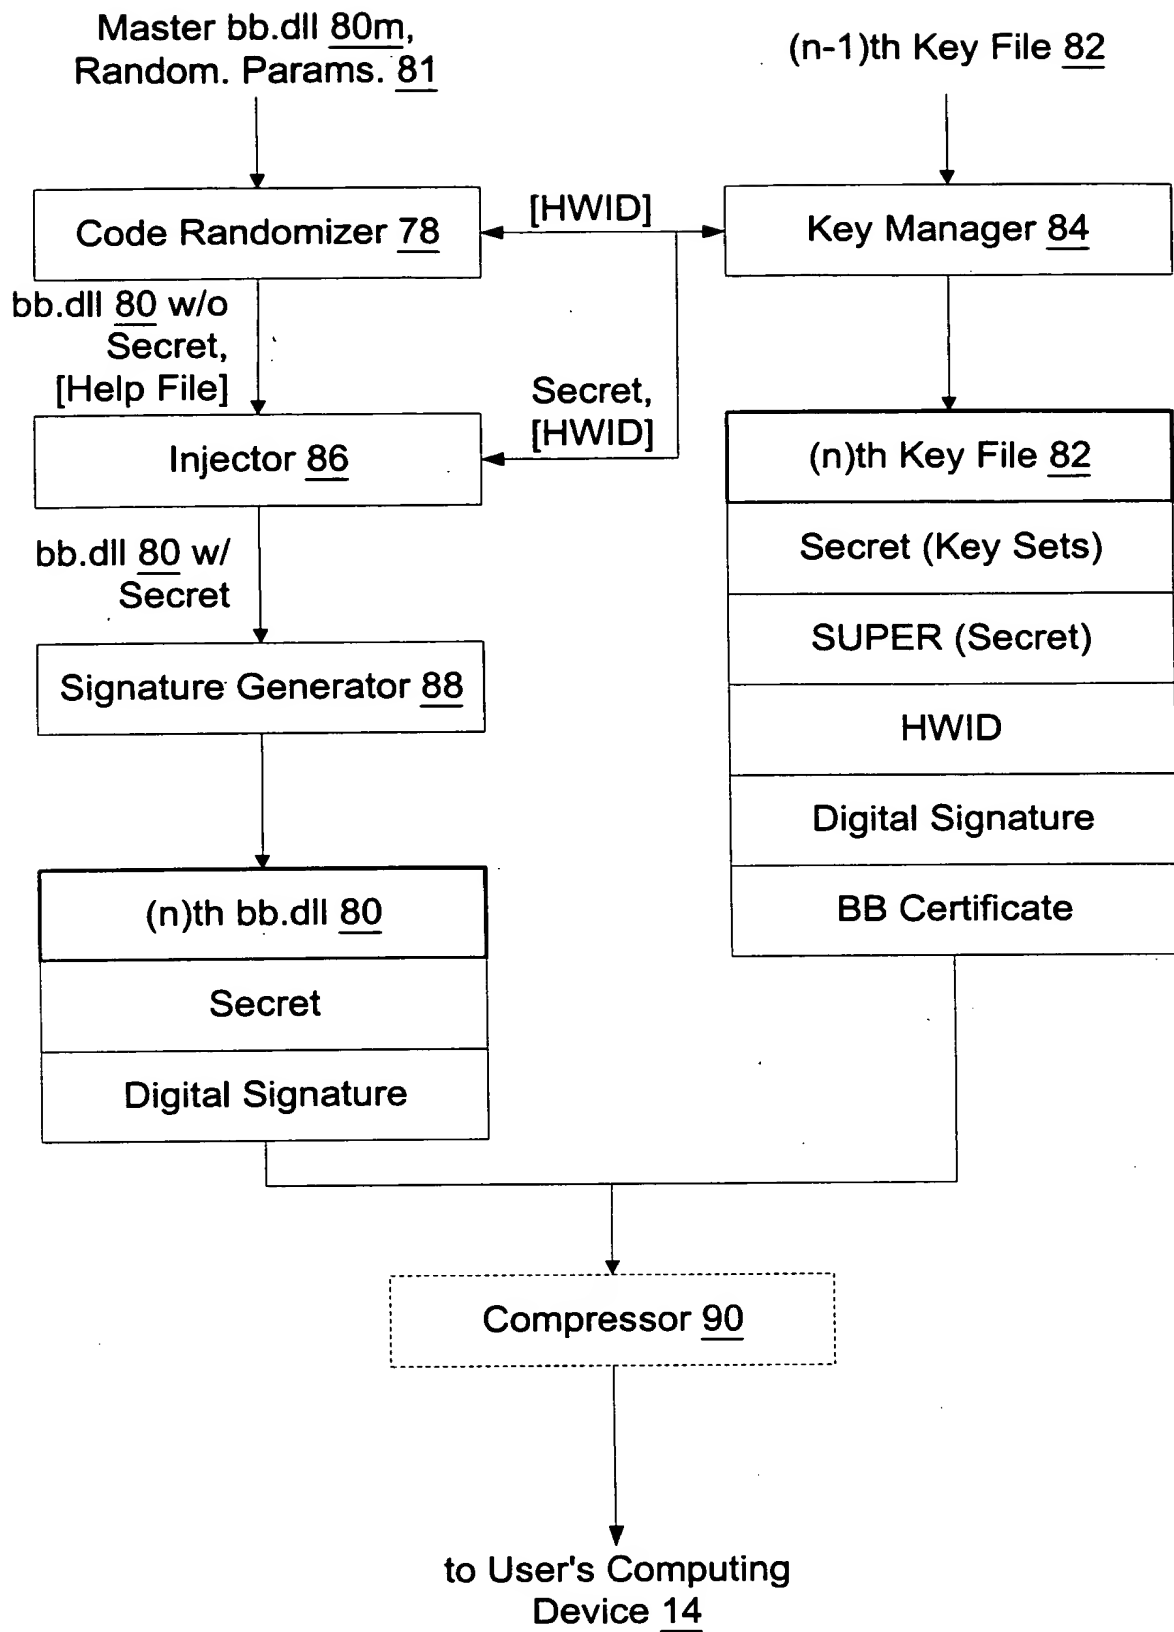 Master bb.dll 80m,
Random. Params. 81
(n-1)th Key File 82
Code Randomizer 78
[HWID]
Key Manager 84
bb.dll 80 w/o
Secret,
[Help File]
Secret,
[HWID]
Injector 86
(n)th Key File 82
Secret (Key Sets)
bb.dll 80 w/
Secret
SUPER (Secret)
Signature Generator 88
HWID
Digital Signature
(n)th bb.dll 80
BB Certificate
Secret
Digital Signature
Compressor 90
to User's Computing
Device 14